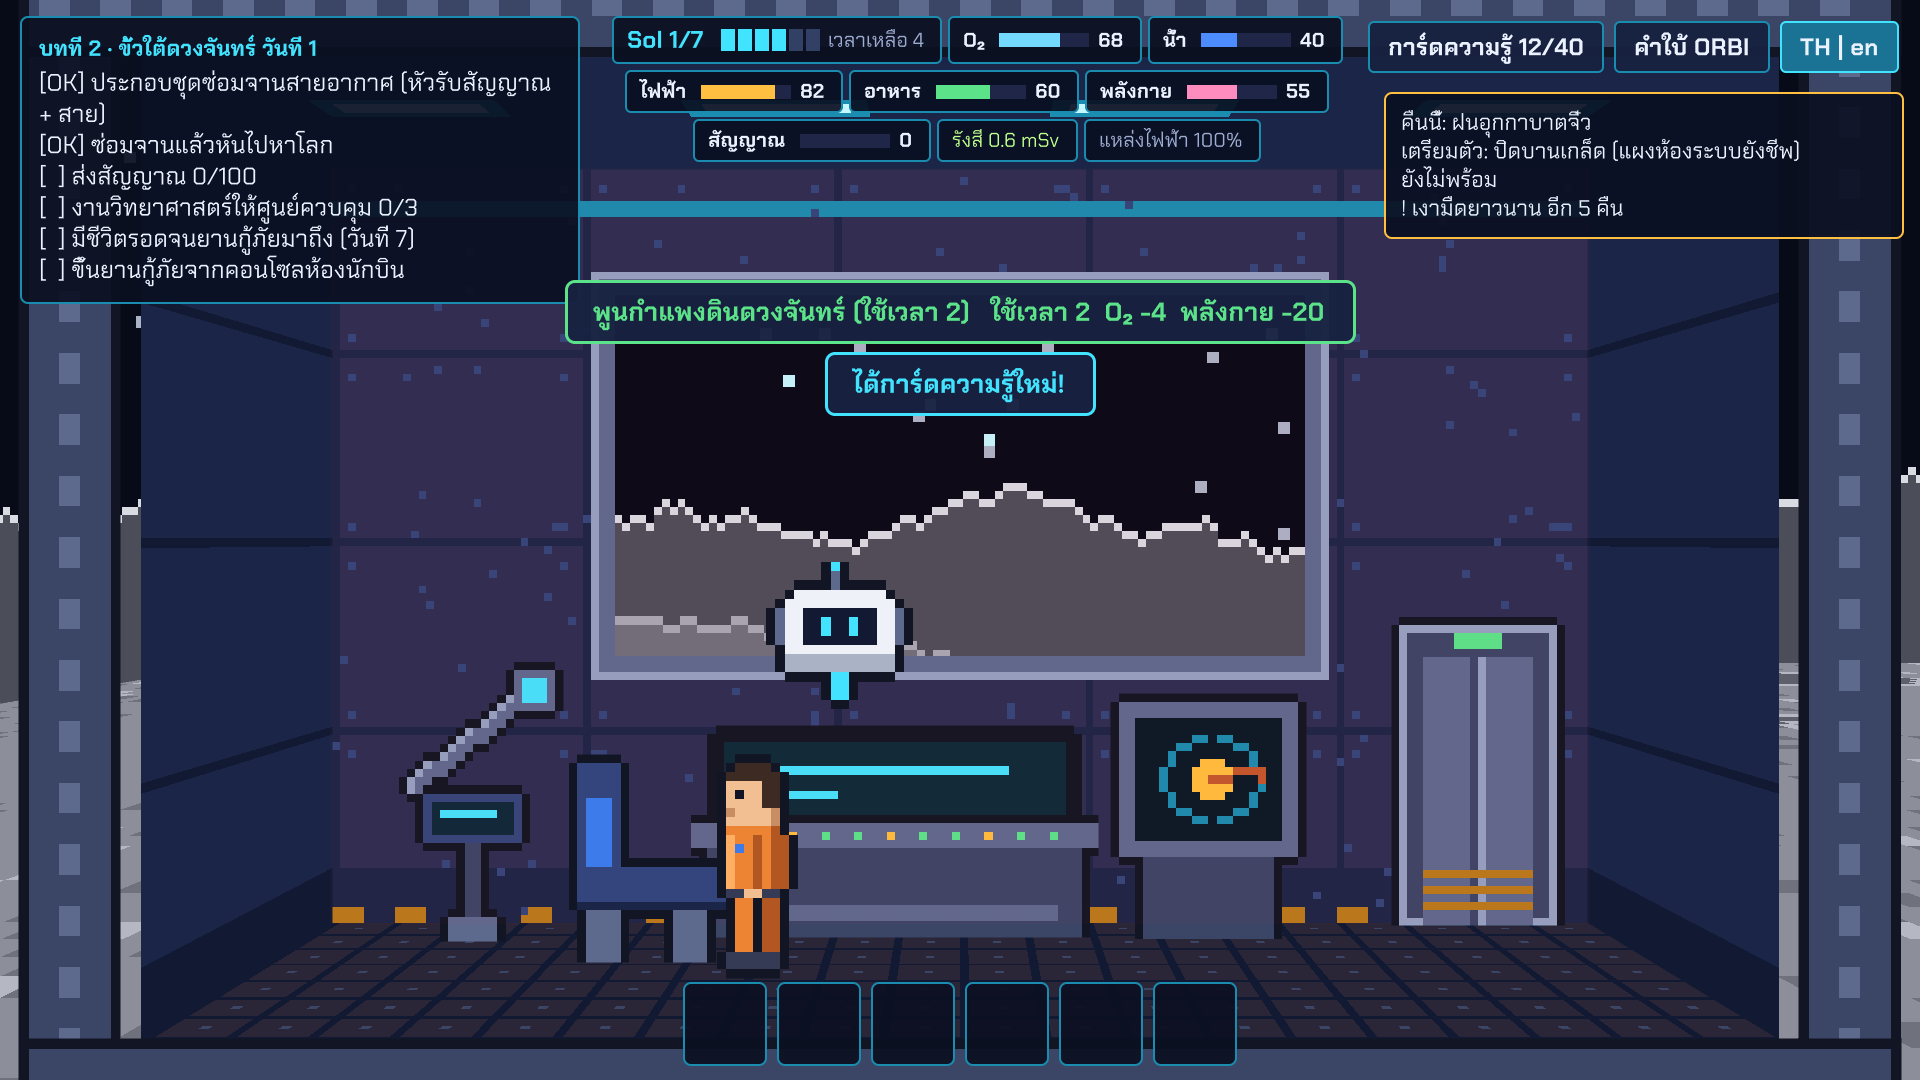 บทที่ 2 · ขั้วใต้ดวงจันทร์ วันที่ 1
[OK] ประกอบชุดซ่อมจานสายอากาศ (หัวรับสัญญาณ
+ สาย)
[OK] ซ่อมจานแล้วหันไปหาโลก
[ ] ส่งสัญญาณ 0/100
[ ] งานวิทยาศาสตร์ให้ศูนย์ควบคุม 0/3
[ ] มีชีวิตรอดจนยานกู้ภัยมาถึง (วันที่ 7)
[ ] ขึ้นยานกู้ภัยจากคอนโซลห้องนักบิน
Sol 1/7 เวลาเหลือ 4
O₂ 68
น้ำ 40
ไฟฟ้า 82
อาหาร 60
พลังกาย 55
สัญญาณ 0
รังสี 0.6 mSv
แหล่งไฟฟ้า 100%
การ์ดความรู้ 12/40
คำใบ้ ORBI
TH | en
คืนนี้: ฝนอุกกาบาตจิ๋ว
เตรียมตัว: ปิดบานเกล็ด (แผงห้องระบบยังชีพ)
ยังไม่พร้อม
! เงามืดยาวนาน อีก 5 คืน
พูนกำแพงดินดวงจันทร์ (ใช้เวลา 2) ใช้เวลา 2 O₂ -4 พลังกาย -20
ได้การ์ดความรู้ใหม่!